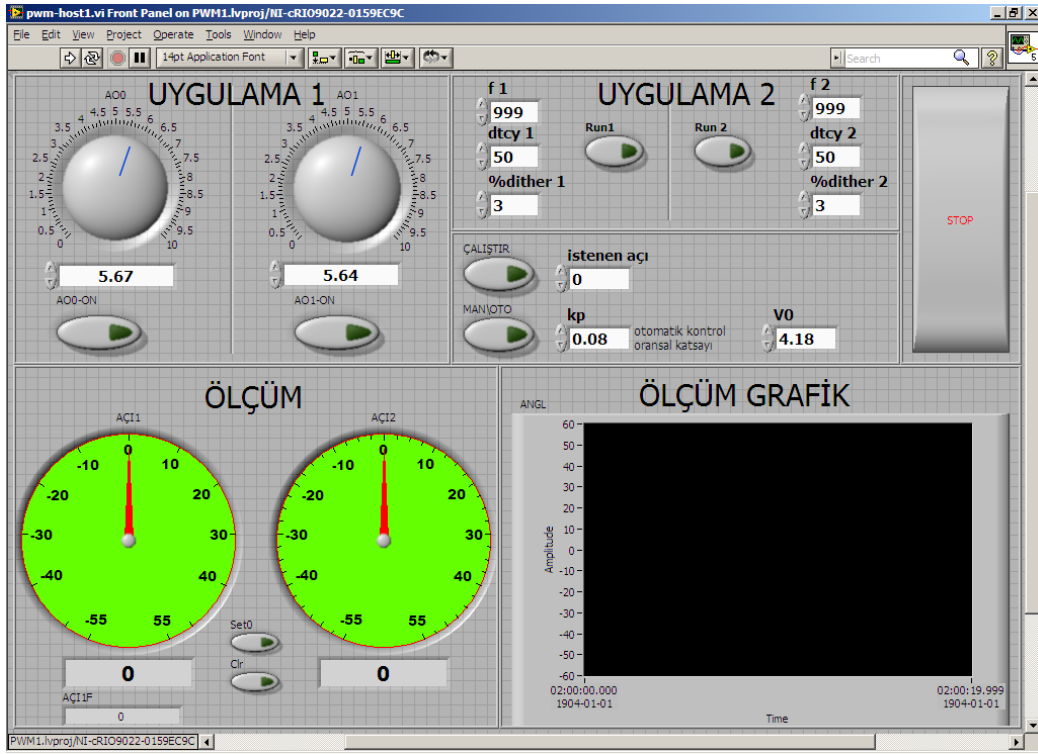 pwm-host1.vi Front Panel on PWM1.lvproj/NI-cRIO9022-0159EC9C
File Edit View Project Operate Tools Window Help
14pt Application Font
Search
5
UYGULAMA 1
AO0
0
0.5
1
1.5
2
2.5
3
3.5
4
4.5
5
5.5
6
6.5
7
7.5
8
8.5
9
9.5
10
5.67
AO0-ON
AO1
0
0.5
1
1.5
2
2.5
3
3.5
4
4.5
5
5.5
6
6.5
7
7.5
8
8.5
9
9.5
10
5.64
AO1-ON
UYGULAMA 2
f 1
999
dtcy 1
50
%dither 1
3
Run1
Run 2
f 2
999
dtcy 2
50
%dither 2
3
ÇALIŞTIR
istenen açı
0
MAN\OTO
kp
0.08
otomatik kontrol
oransal katsayı
V0
4.18
STOP
ÖLÇÜM
AÇI1
-55
-40
-30
-20
-10
0
10
20
30
40
55
0
AÇI1F
0
Set0
Clr
AÇI2
-55
-40
-30
-20
-10
0
10
20
30
40
55
0
ÖLÇÜM GRAFİK
ANGL
Amplitude
60
50
40
30
20
10
0
-10
-20
-30
-40
-50
-60
02:00:00.000
1904-01-01
02:00:19.999
1904-01-01
Time
PWM1.lvproj/NI-cRIO9022-0159EC9C